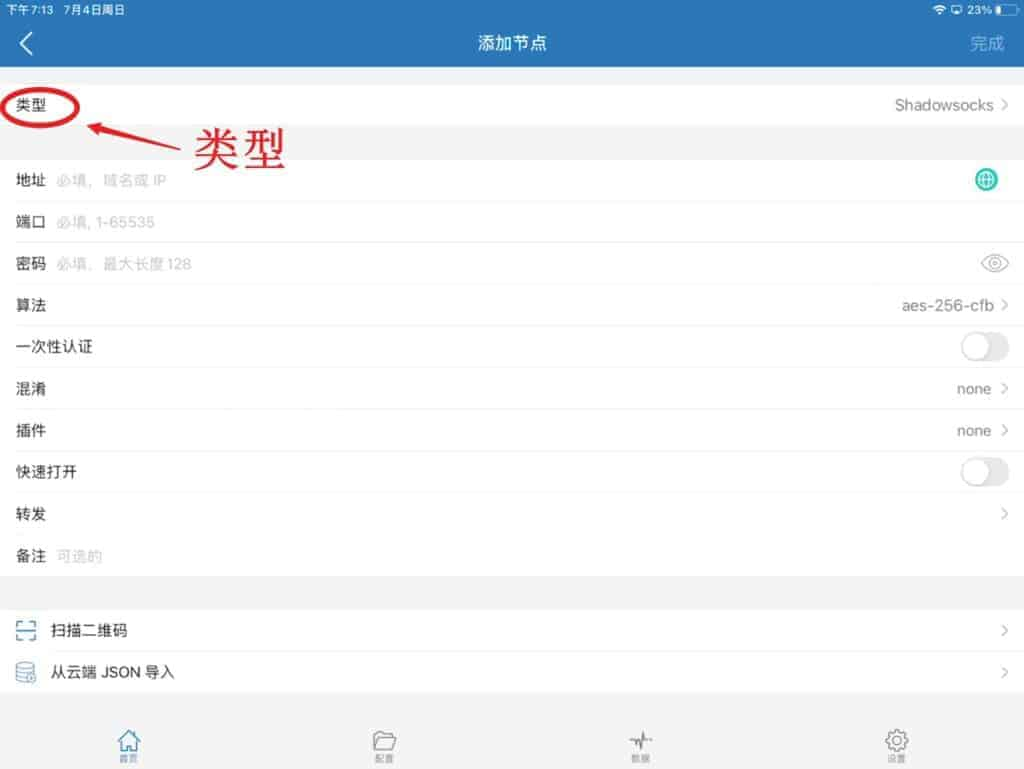 下午7:13 7月4日周日 23%
添加节点 完成
类型 Shadowsocks
类型
地址 必填，域名或 IP
端口 必填, 1-65535
密码 必填，最大长度 128
算法 aes-256-cfb
一次性认证
混淆 none
插件 none
快速打开
转发
备注 可选的
扫描二维码
从云端 JSON 导入
首页 配置 数据 设置